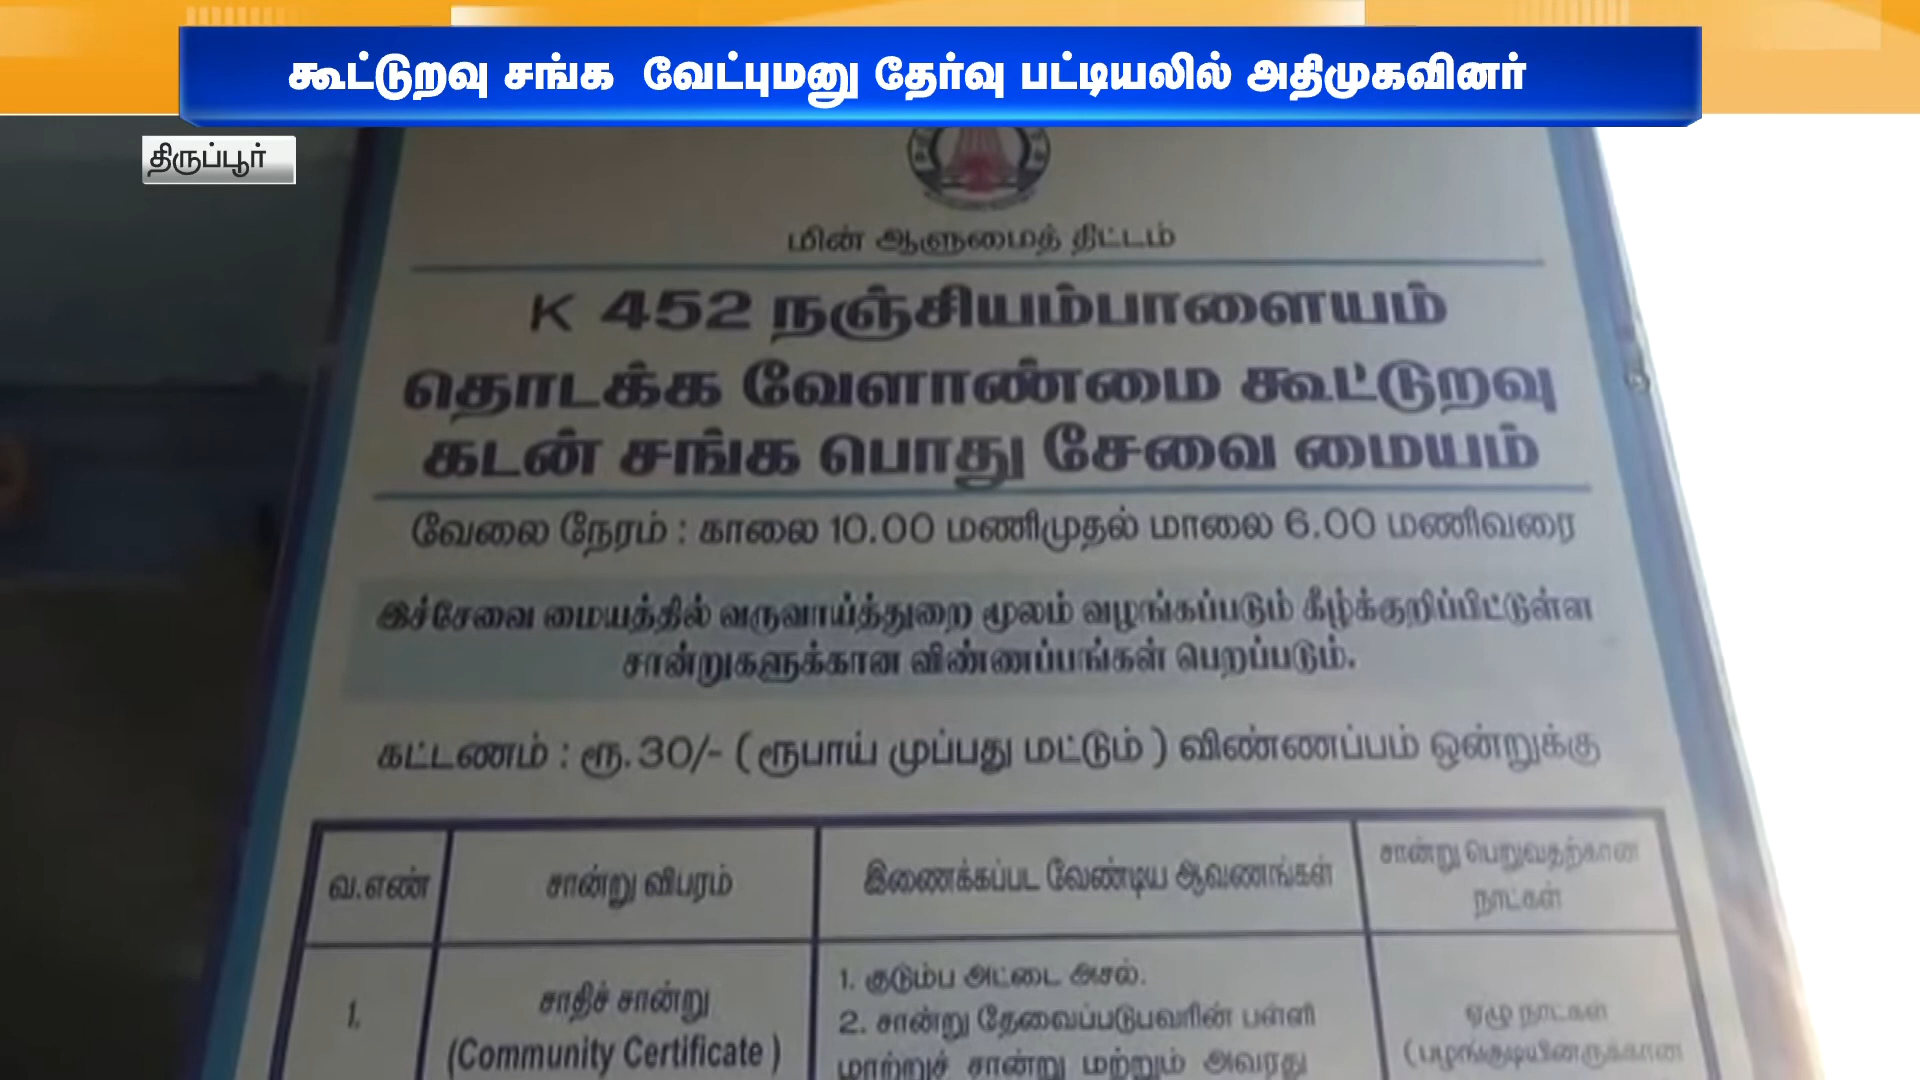 கூட்டுறவு சங்க வேட்புமனு தேர்வு பட்டியலில் அதிமுகவினர்
திருப்பூர்
மின் ஆளுமைத் திட்டம்
K 452 நஞ்சியம்பாளையம்
தொடக்க வேளாண்மை கூட்டுறவு
கடன் சங்க பொது சேவை மையம்
வேலை நேரம் : காலை 10.00 மணிமுதல் மாலை 6.00 மணிவரை
இச்சேவை மையத்தில் வருவாய்த்துறை மூலம் வழங்கப்படும் கீழ்க்குறிப்பிட்டுள்ள
சான்றுகளுக்கான விண்ணப்பங்கள் பெறப்படும்.
கட்டணம் : ரூ.30/- ( ரூபாய் முப்பது மட்டும் ) விண்ணப்பம் ஒன்றுக்கு
வ.எண்
சான்று விபரம்
இணைக்கப்பட வேண்டிய ஆவணங்கள்
சான்று பெறுவதற்கான
நாட்கள்
1.
சாதிச் சான்று
(Community Certificate )
1. குடும்ப அட்டை அசல்.
2. சான்று தேவைப்படுபவரின் பள்ளி
மாற்றுச் சான்று மற்றும் அவரது
ஏழு நாட்கள்
(பழங்குடியினருக்கான